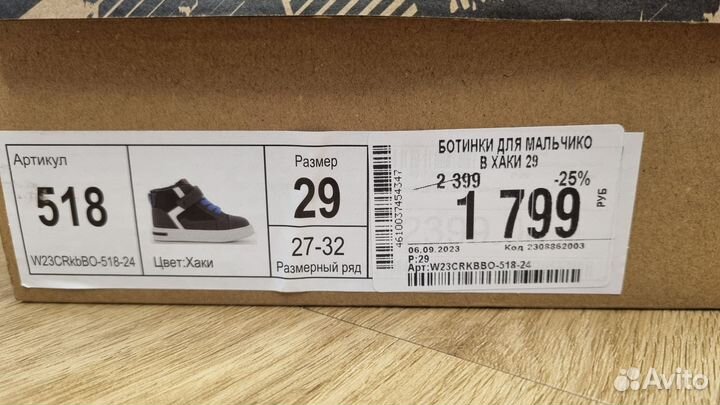 Артикул
518
W23CRkbBO-518-24
Цвет:Хаки
Размер
29
27-32
Размерный ряд
4610037454347
БОТИНКИ ДЛЯ МАЛЬЧИКО
В ХАКИ 29
2 399
-25%
1 799
РУБ
06.09.2023 Код 2308862003
Р:29
Арт:W23CRKBBO-518-24
Avito